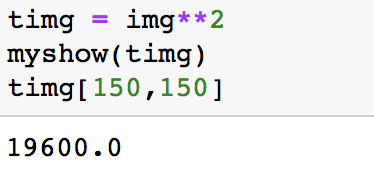 timg = img**2
myshow(timg)
timg[150,150]
19600.0